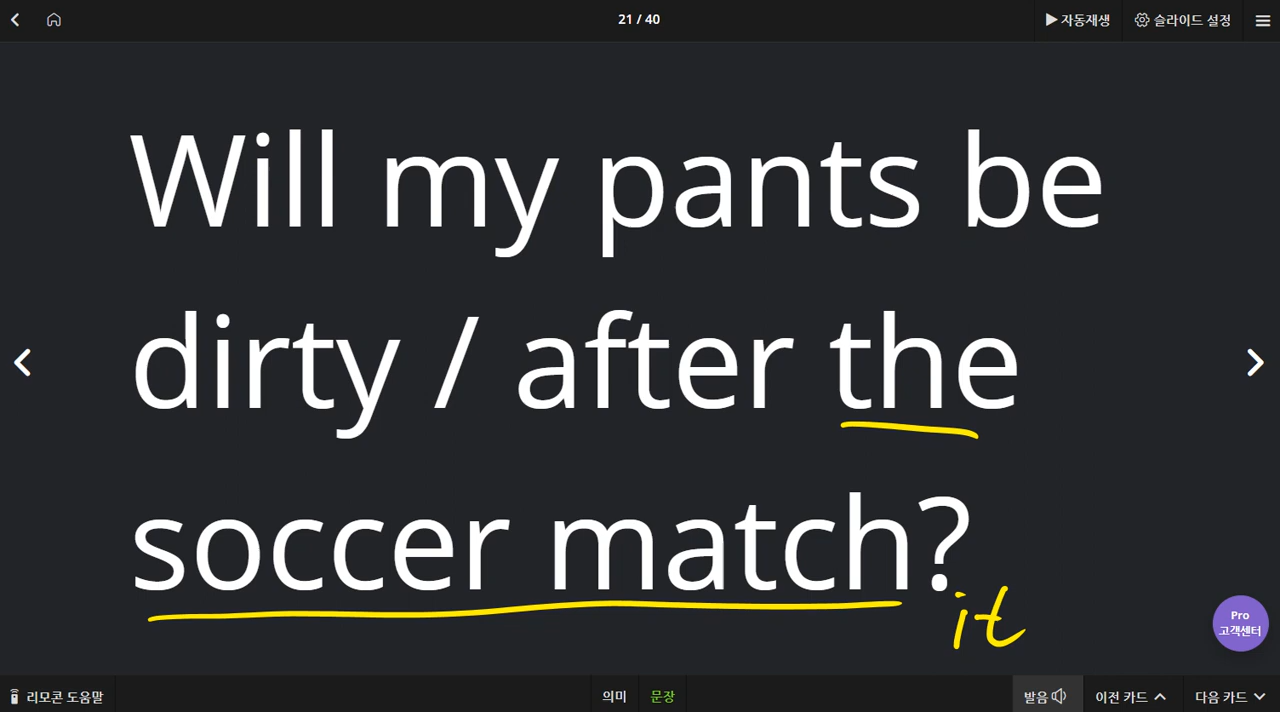 21 / 40
자동재생
슬라이드 설정
Will my pants be
dirty / after the
soccer match?
it
Pro
고객센터
리모콘 도움말
의미
문장
발음
이전 카드
다음 카드